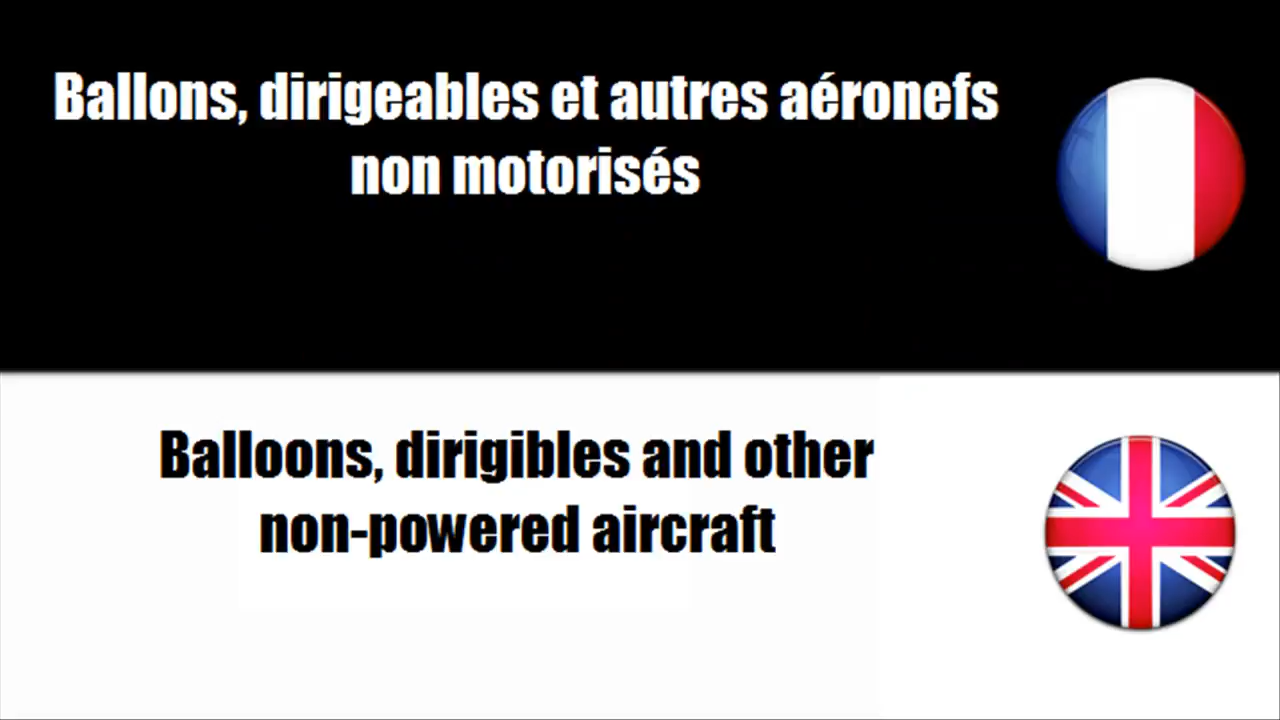 Ballons, dirigeables et autres aéronefs
non motorisés
Balloons, dirigibles and other
non-powered aircraft